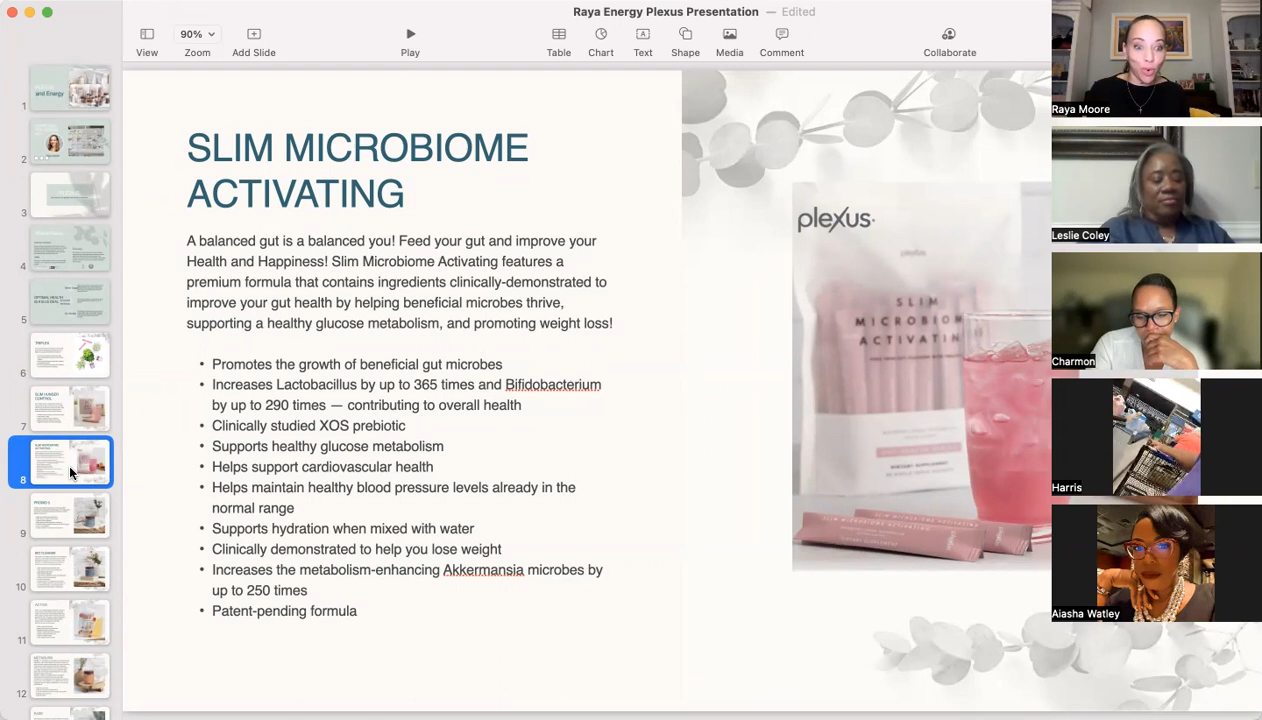 Raya Energy Plexus Presentation — Edited
View
90%
Zoom
Add Slide
Play
Table
Chart
Text
Shape
Media
Comment
Collaborate
1
and Energy
2
3
4
5
6
7
8
9
10
11
12
SLIM MICROBIOME
ACTIVATING
A balanced gut is a balanced you! Feed your gut and improve your
Health and Happiness! Slim Microbiome Activating features a
premium formula that contains ingredients clinically-demonstrated to
improve your gut health by helping beneficial microbes thrive,
supporting a healthy glucose metabolism, and promoting weight loss!
• Promotes the growth of beneficial gut microbes
• Increases Lactobacillus by up to 365 times and Bifidobacterium
by up to 290 times — contributing to overall health
• Clinically studied XOS prebiotic
• Supports healthy glucose metabolism
• Helps support cardiovascular health
• Helps maintain healthy blood pressure levels already in the
normal range
• Supports hydration when mixed with water
• Clinically demonstrated to help you lose weight
• Increases the metabolism-enhancing Akkermansia microbes by
up to 250 times
• Patent-pending formula
plexus
plexus
SLIM
MICROBIOM
ACTIVATIN
Raya Moore
Leslie Coley
Charmon
Harris
Aiasha Watley